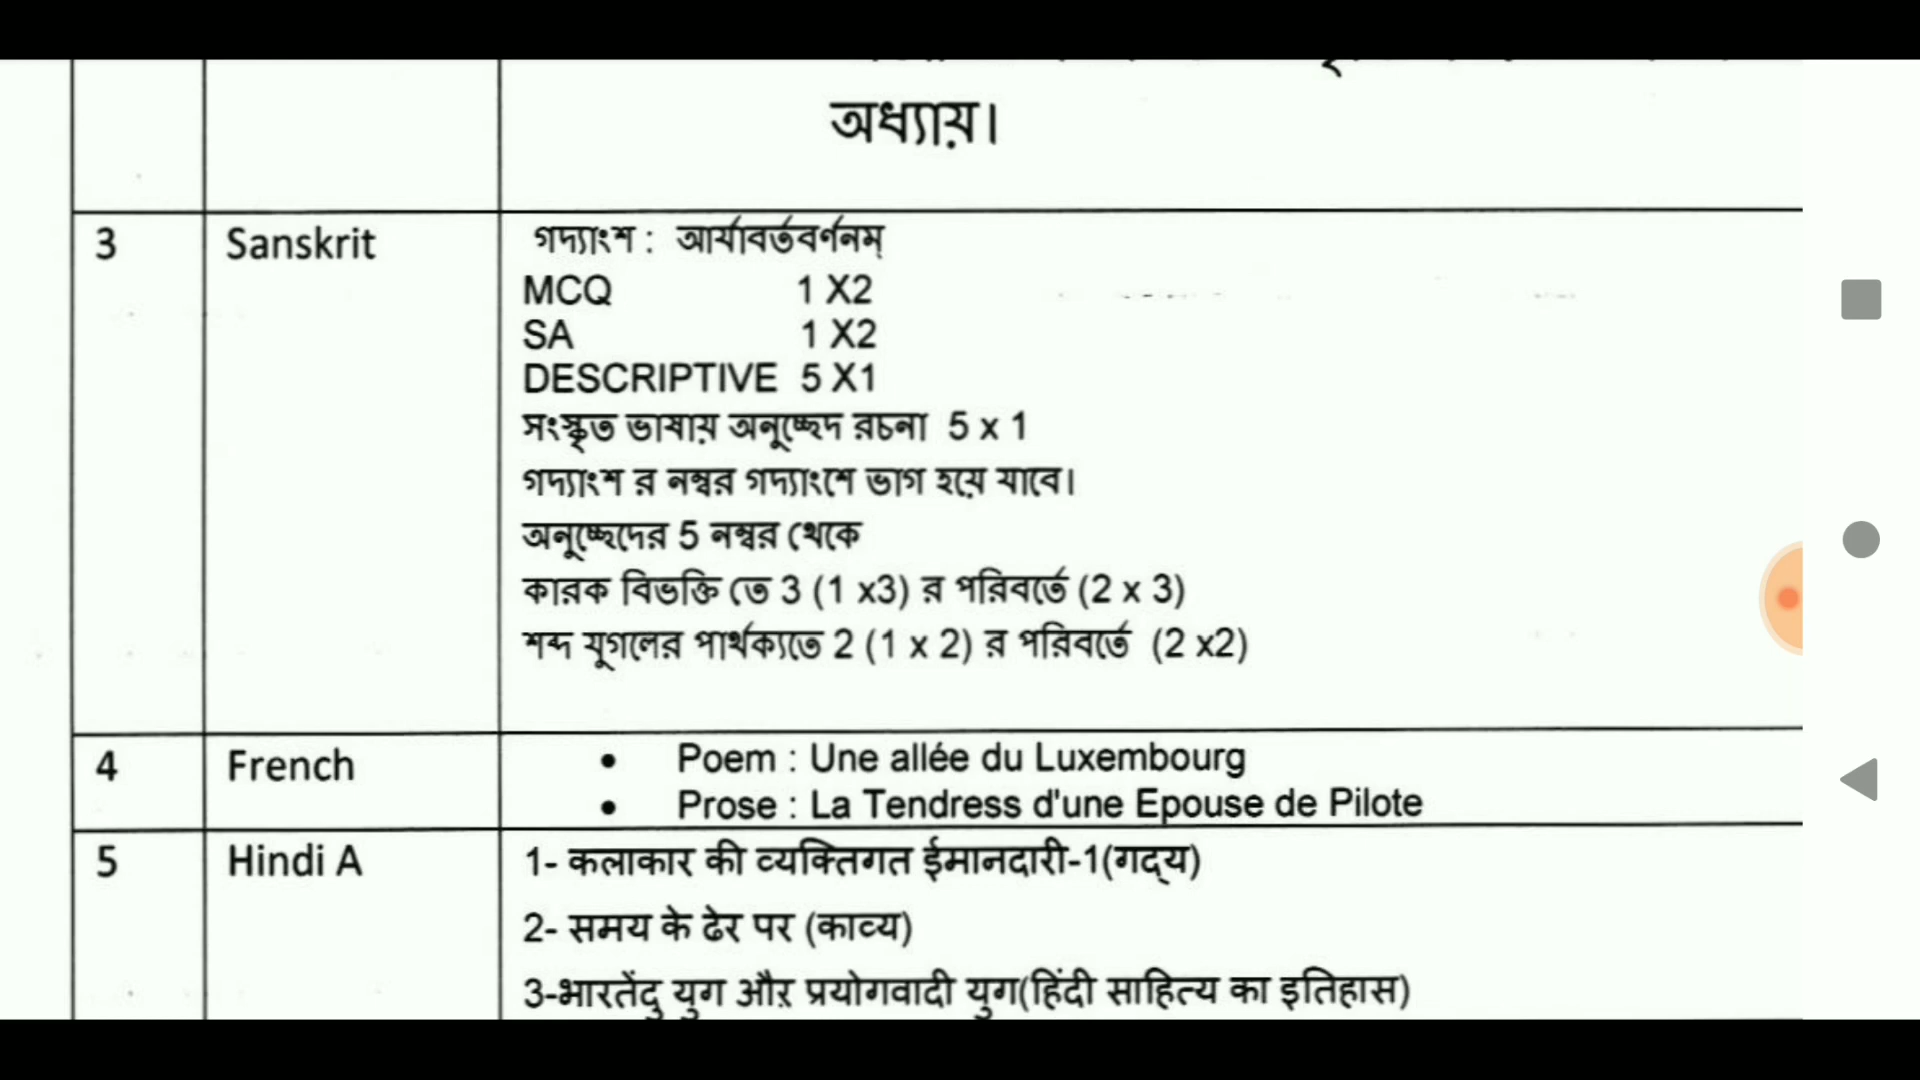 অধ্যায়।
3 Sanskrit গদ্যাংশ : আর্যাবর্তবর্ণনম্
MCQ 1 X2
SA 1 X2
DESCRIPTIVE 5 X1
সংস্কৃত ভাষায় অনুচ্ছেদ রচনা 5 x 1
গদ্যাংশ র নম্বর গদ্যাংশে ভাগ হয়ে যাবে।
অনুচ্ছেদের 5 নম্বর থেকে
কারক বিভক্তি তে 3 (1 x3) র পরিবর্তে (2 x 3)
শব্দ যুগলের পার্থক্যতে 2 (1 x 2) র পরিবর্তে (2 x2)
4 French • Poem : Une allée du Luxembourg
• Prose : La Tendress d'une Epouse de Pilote
5 Hindi A 1- कलाकार की व्यक्तिगत ईमानदारी-1(गद्य)
2- समय के ढेर पर (काव्य)
3-भारतेंदु युग और प्रयोगवादी युग(हिंदी साहित्य का इतिहास)